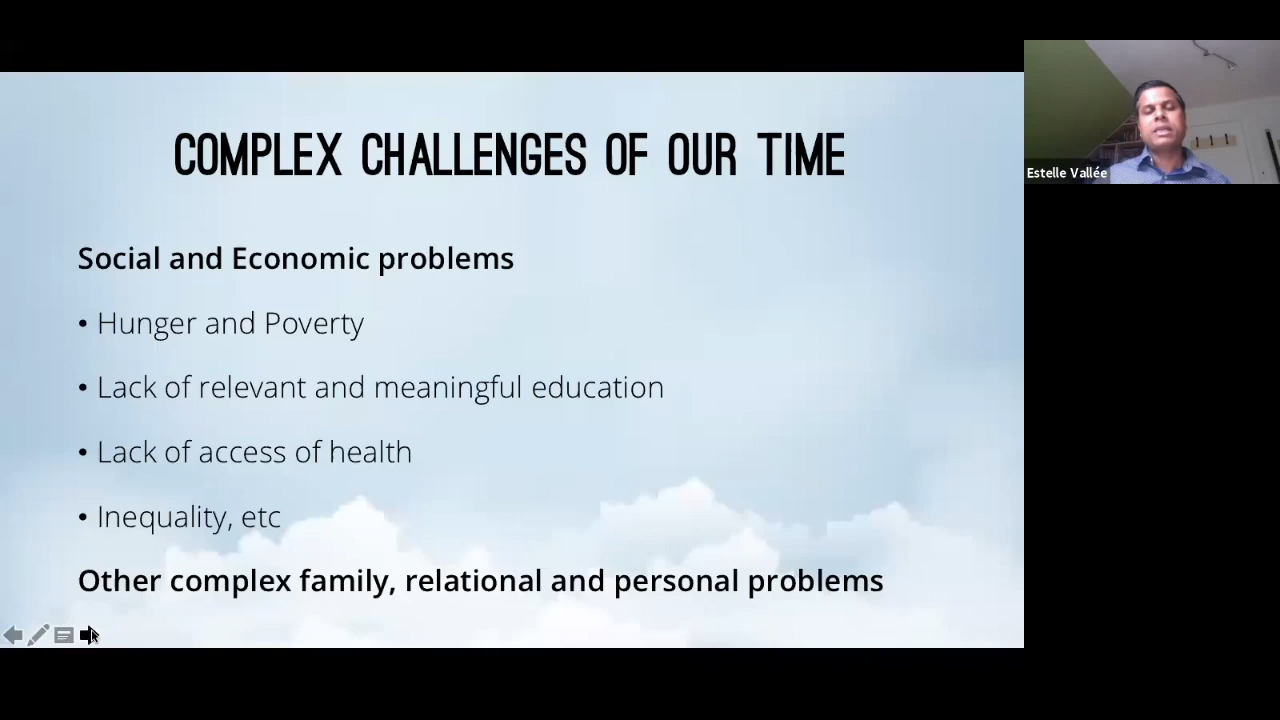 COMPLEX CHALLENGES OF OUR TIME
Social and Economic problems
• Hunger and Poverty
• Lack of relevant and meaningful education
• Lack of access of health
• Inequality, etc
Other complex family, relational and personal problems
Estelle Vallée